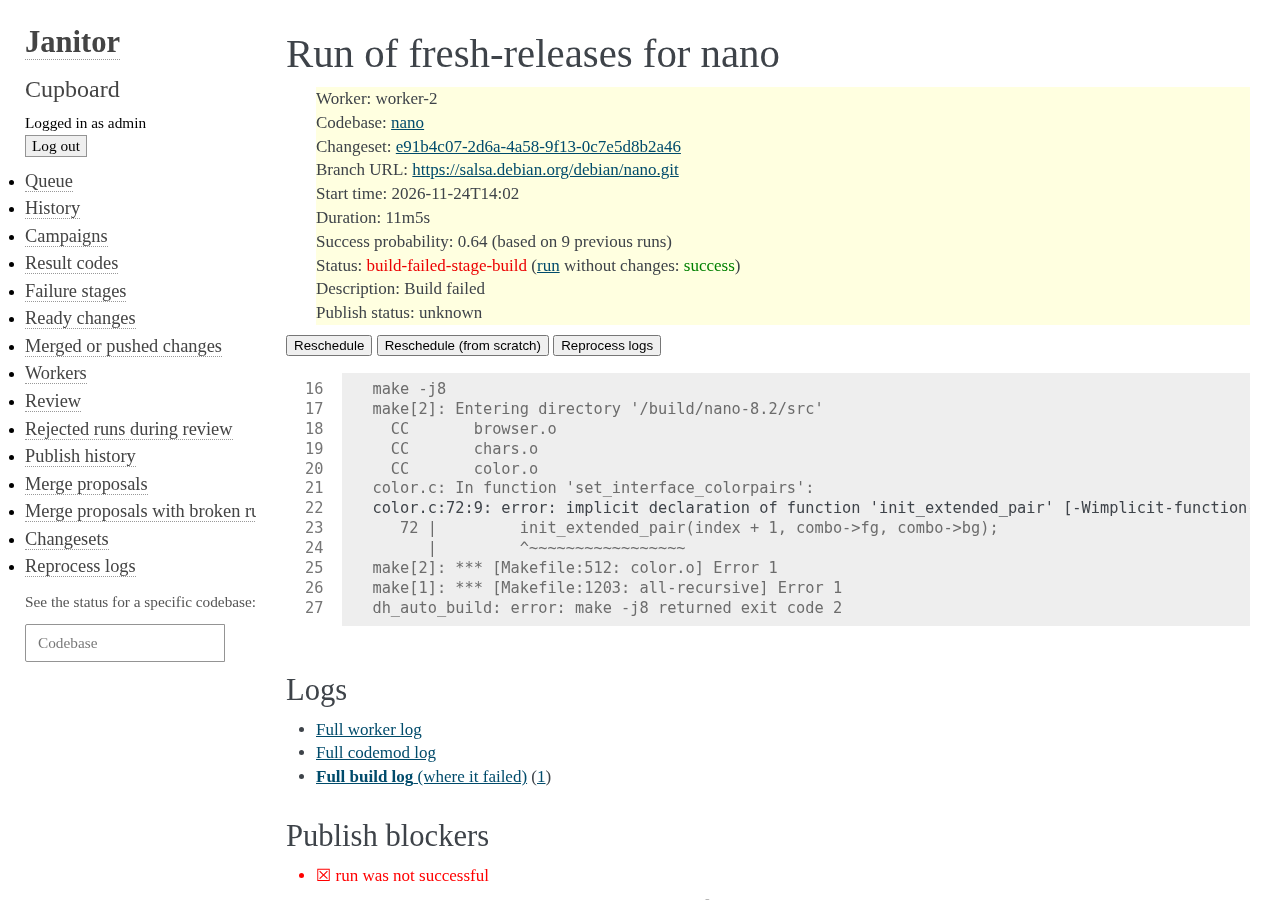 Janitor
Cupboard
Logged in as admin
Log out
Queue
History
Campaigns
Result codes
Failure stages
Ready changes
Merged or pushed changes
Workers
Review
Rejected runs during review
Publish history
Merge proposals
Merge proposals with broken
Changesets
Reprocess logs
See the status for a specific codebase:
Codebase
Run of fresh-releases for nano
Worker: worker-2
Codebase: nano
Changeset: e91b4c07-2d6a-4a58-9f13-0c7e5d8b2a46
Branch URL: https://salsa.debian.org/debian/nano.git
Start time: 2026-11-24T14:02
Duration: 11m5s
Success probability: 0.64 (based on 9 previous runs)
Status: build-failed-stage-build (run without changes: success)
Description: Build failed
Publish status: unknown
Reschedule Reschedule (from scratch) Reprocess logs
16 make -j8
17 make[2]: Entering directory '/build/nano-8.2/src'
18 CC browser.o
19 CC chars.o
20 CC color.o
21 color.c: In function 'set_interface_colorpairs':
22 color.c:72:9: error: implicit declaration of function 'init_extended_pair' [-Wimplicit-function
23 72 | init_extended_pair(index + 1, combo->fg, combo->bg);
24 | ^~~~~~~~~~~~~~~~~~
25 make[2]: *** [Makefile:512: color.o] Error 1
26 make[1]: *** [Makefile:1203: all-recursive] Error 1
27 dh_auto_build: error: make -j8 returned exit code 2
Logs
Full worker log
Full codemod log
Full build log (where it failed) (1)
Publish blockers
☒ run was not successful